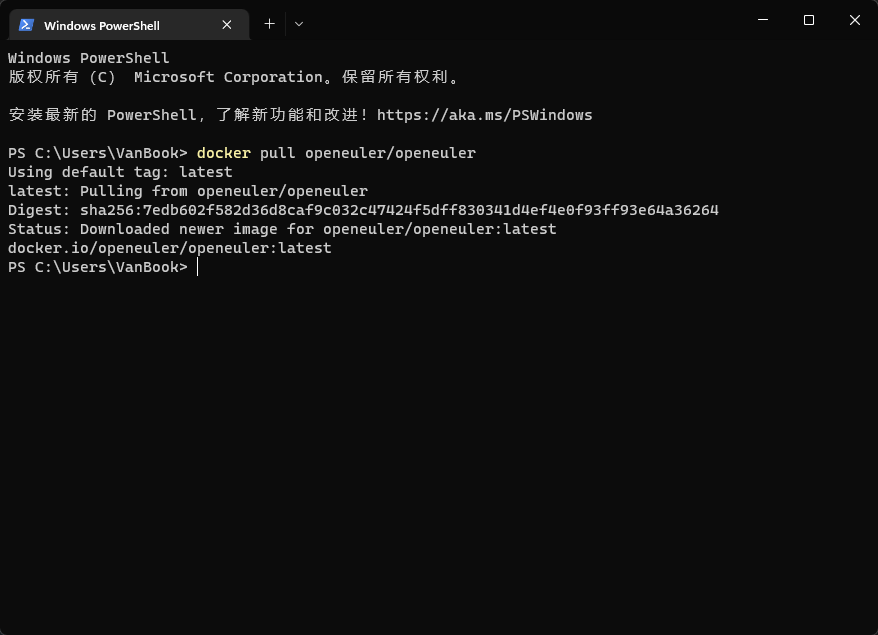 Windows PowerShell
Windows PowerShell
版权所有 (C)  Microsoft Corporation。保留所有权利。
安装最新的 PowerShell，了解新功能和改进！https://aka.ms/PSWindows
PS C:\Users\VanBook> docker pull openeuler/openeuler
Using default tag: latest
latest: Pulling from openeuler/openeuler
Digest: sha256:7edb602f582d36d8caf9c032c47424f5dff830341d4ef4e0f93ff93e64a36264
Status: Downloaded newer image for openeuler/openeuler:latest
docker.io/openeuler/openeuler:latest
PS C:\Users\VanBook>